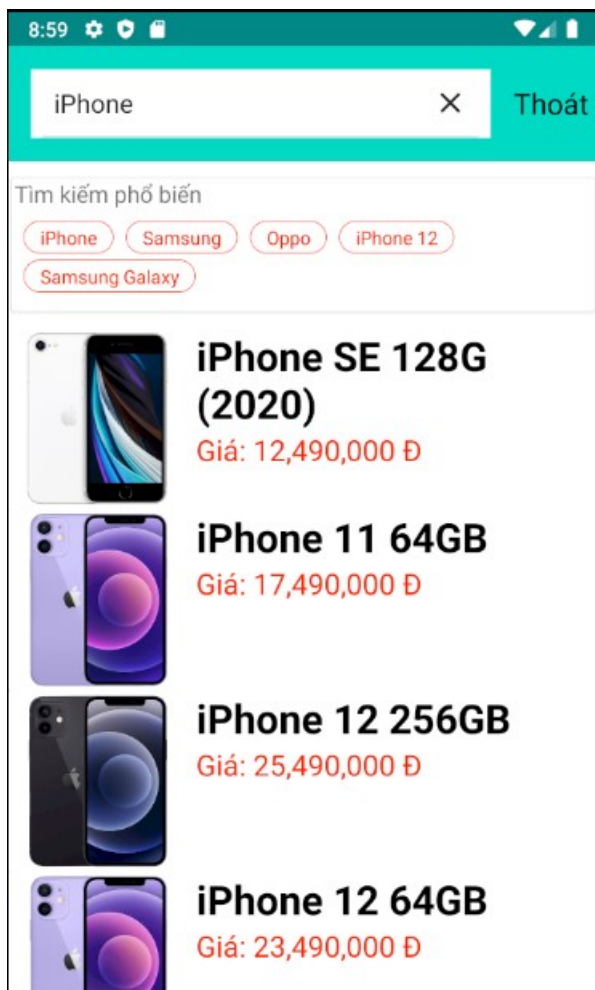 8:59
iPhone
Thoát
Tìm kiếm phổ biến
iPhone Samsung Oppo iPhone 12
Samsung Galaxy
iPhone SE 128G
(2020)
Giá: 12,490,000 Đ
iPhone 11 64GB
Giá: 17,490,000 Đ
iPhone 12 256GB
Giá: 25,490,000 Đ
iPhone 12 64GB
Giá: 23,490,000 Đ